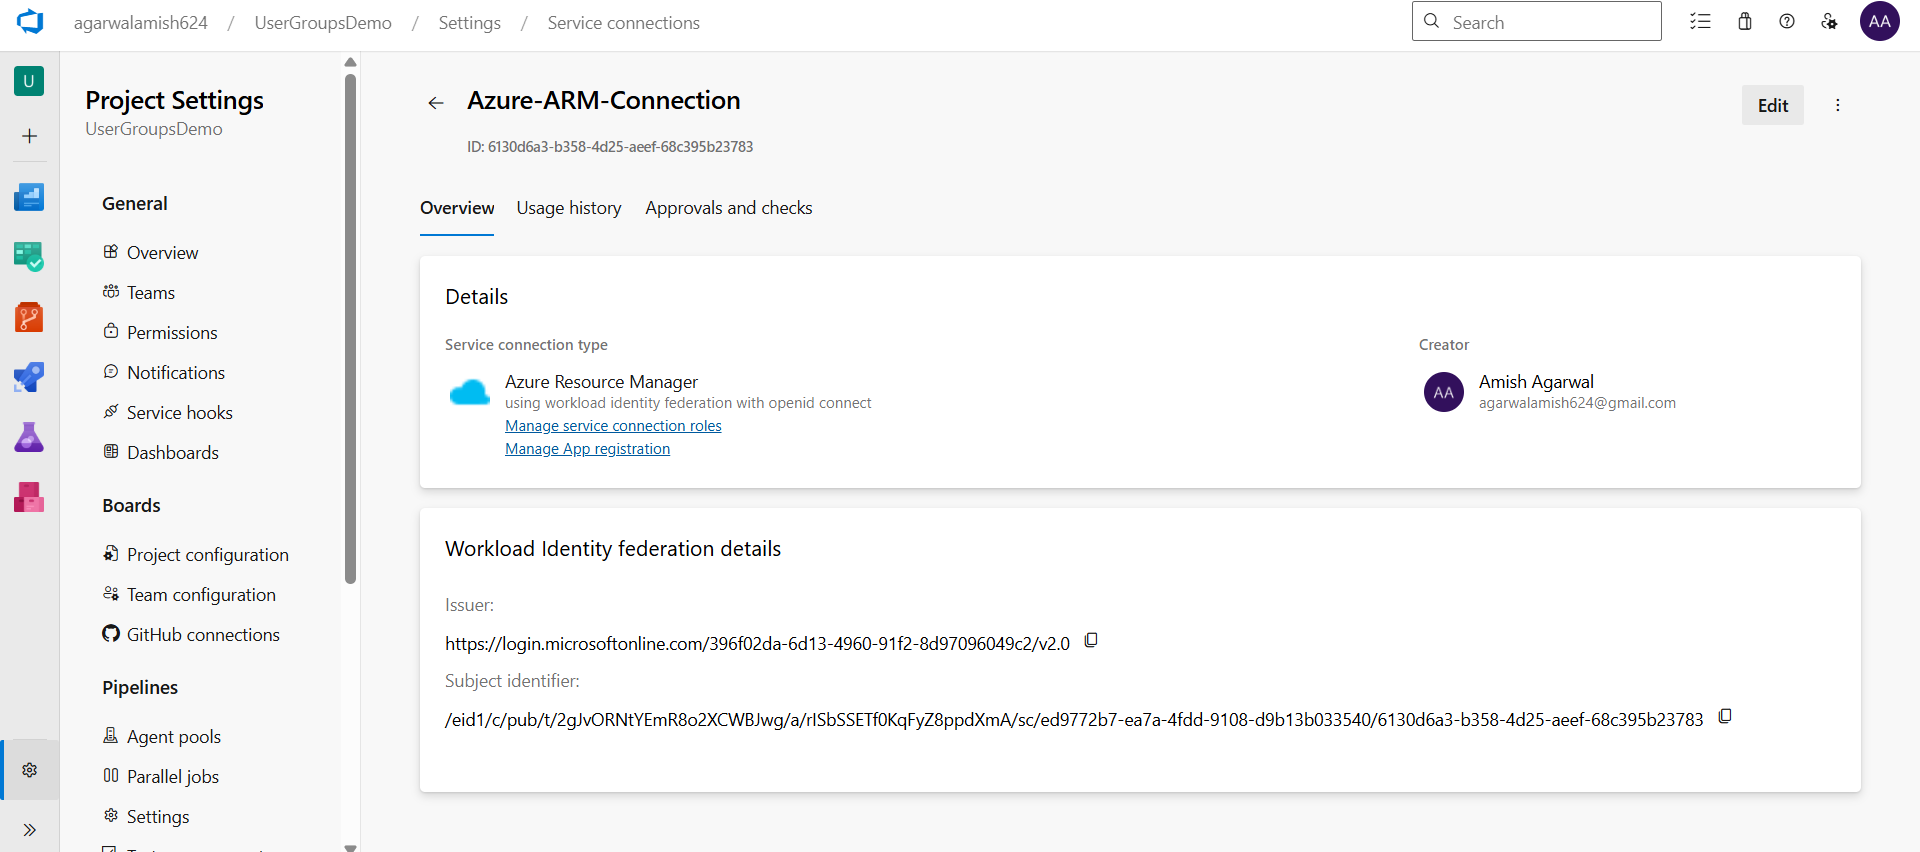 agarwalamish624 / UserGroupsDemo / Settings / Service connections
Search
AA
U
Project Settings
UserGroupsDemo
General
Overview
Teams
Permissions
Notifications
Service hooks
Dashboards
Boards
Project configuration
Team configuration
GitHub connections
Pipelines
Agent pools
Parallel jobs
Settings
Azure-ARM-Connection
Edit
ID: 6130d6a3-b358-4d25-aeef-68c395b23783
Overview Usage history Approvals and checks
Details
Service connection type
Azure Resource Manager
using workload identity federation with openid connect
Manage service connection roles
Manage App registration
Creator
AA
Amish Agarwal
agarwalamish624@gmail.com
Workload Identity federation details
Issuer:
https://login.microsoftonline.com/396f02da-6d13-4960-91f2-8d97096049c2/v2.0
Subject identifier:
/eid1/c/pub/t/2gJvORNtYEmR8o2XCWBJwg/a/rISbSSETf0KqFyZ8ppdXmA/sc/ed9772b7-ea7a-4fdd-9108-d9b13b033540/6130d6a3-b358-4d25-aeef-68c395b23783